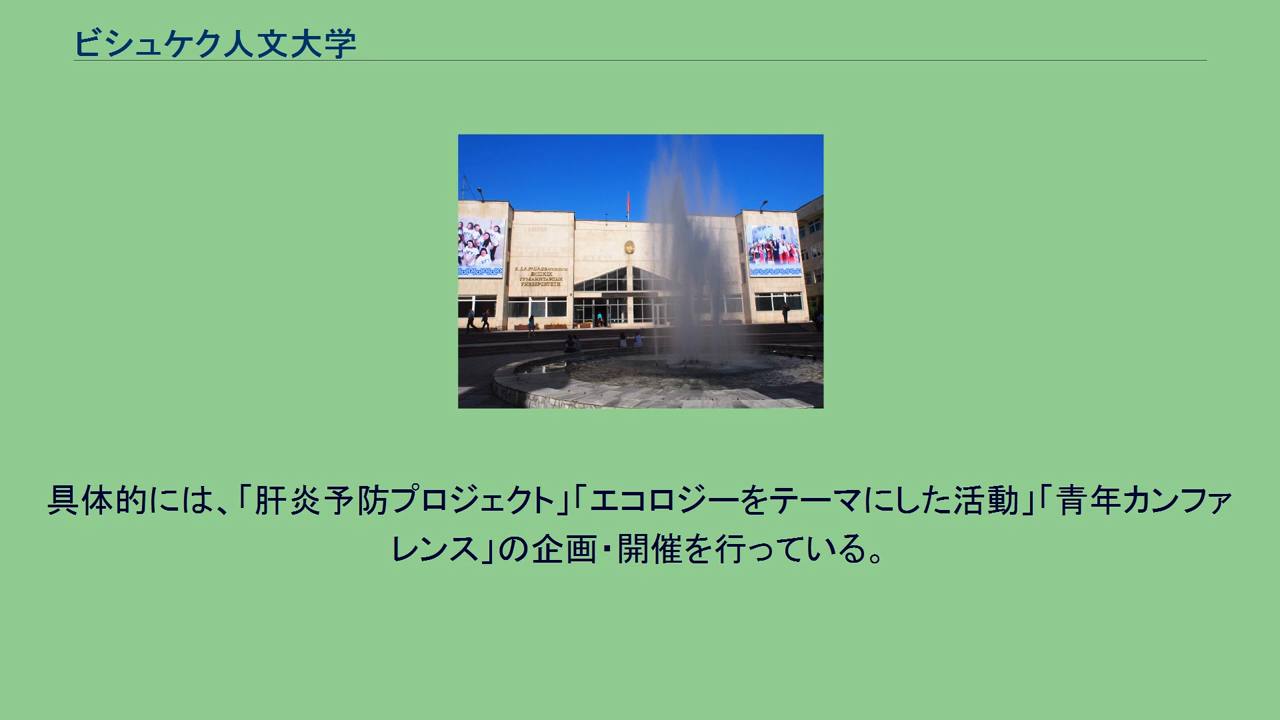 ビシュケク人文大学
具体的には、「肝炎予防プロジェクト」「エコロジーをテーマにした活動」「青年カンファ
レンス」の企画・開催を行っている。